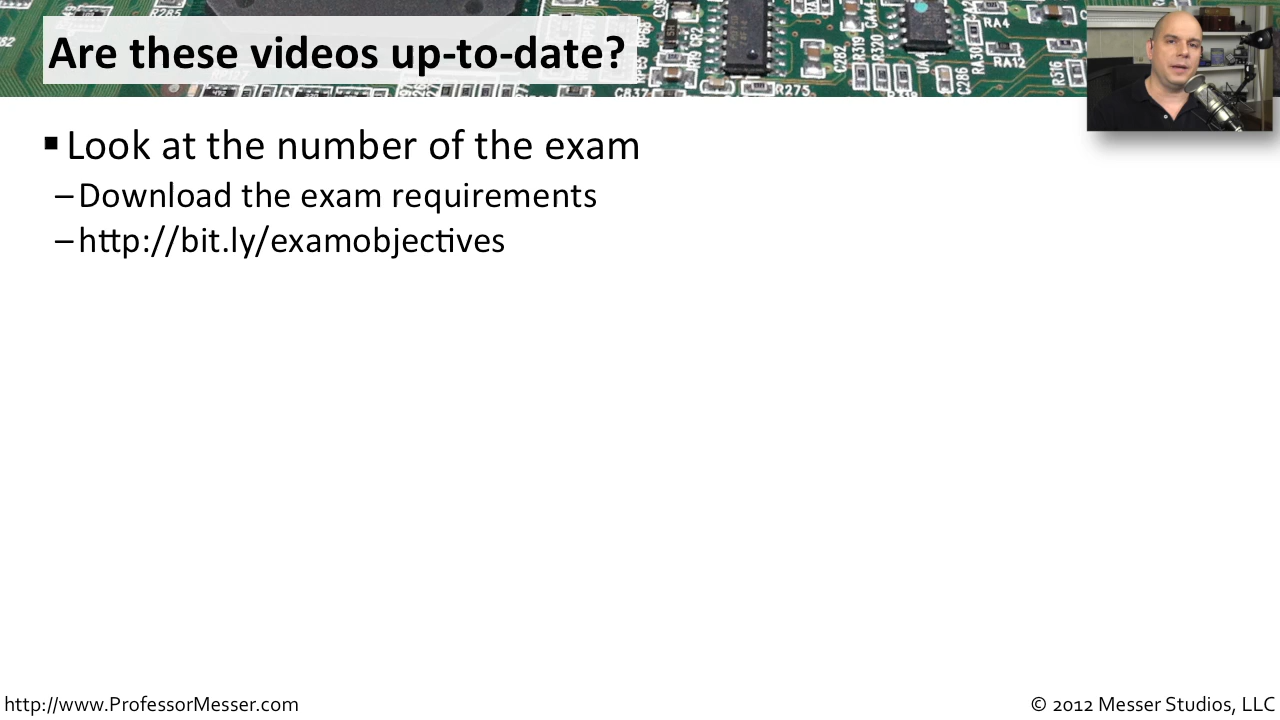 Are these videos up-to-date?
▪ Look at the number of the exam
– Download the exam requirements
– http://bit.ly/examobjectives
http://www.ProfessorMesser.com
© 2012 Messer Studios, LLC